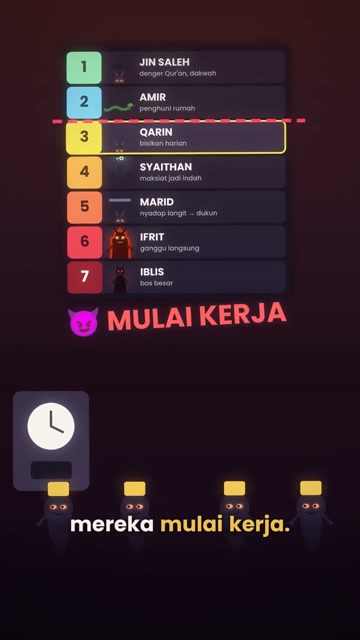 1
JIN SALEH
denger Qur'an, dakwah
2
AMIR
penghuni rumah
3
QARIN
bisikan harian
4
SYAITHAN
maksiat jadi indah
5
MARID
nyadap langit → dukun
6
IFRIT
ganggu langsung
7
IBLIS
bos besar
😈 MULAI KERJA
mereka mulai kerja.